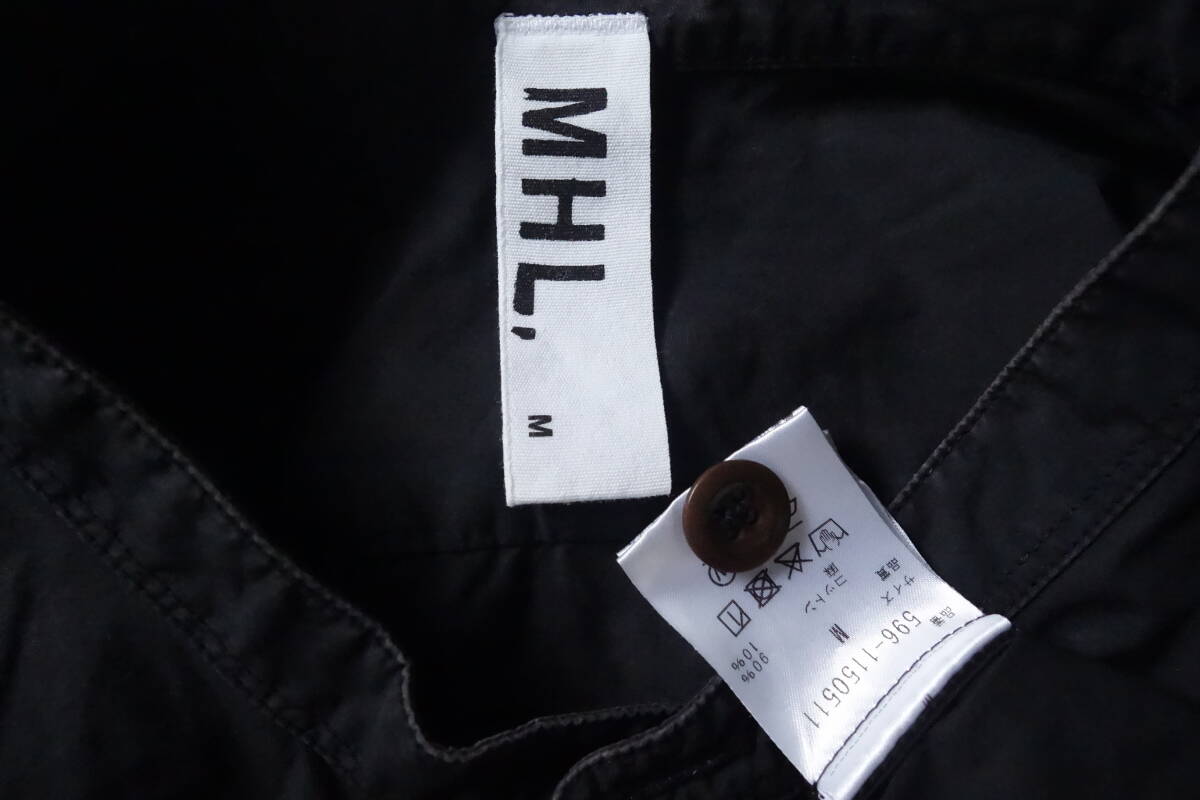 MHL,
M
品番 596-1150511
サイズ M
品質
コットン 90%
麻 10%